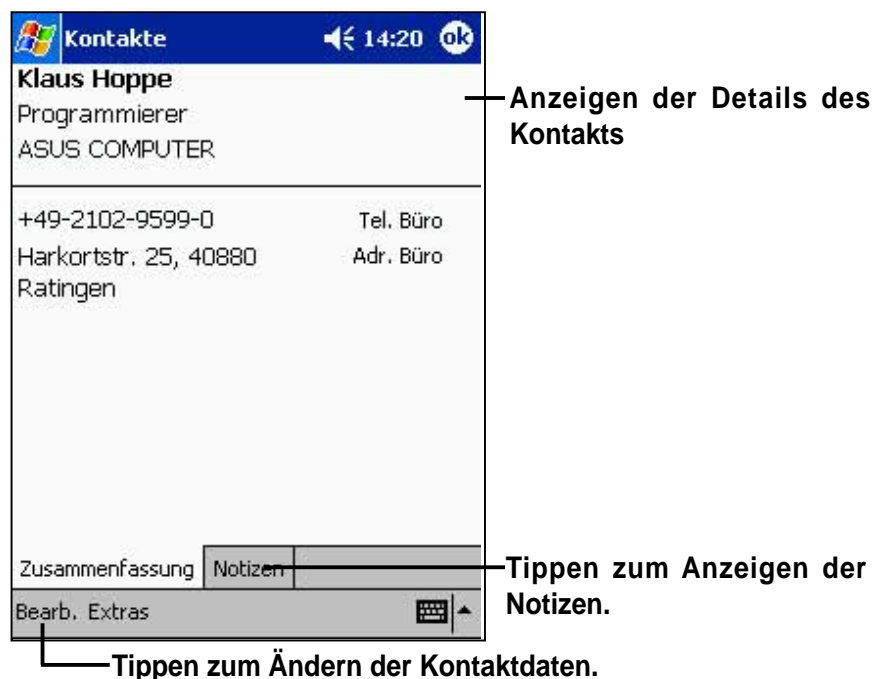 Kontakte 14:20 ok
Klaus Hoppe
Programmierer
ASUS COMPUTER
Anzeigen der Details des
Kontakts
+49-2102-9599-0 Tel. Büro
Harkortstr. 25, 40880 Adr. Büro
Ratingen
Zusammenfassung Notizen
Tippen zum Anzeigen der
Notizen.
Bearb. Extras
Tippen zum Ändern der Kontaktdaten.